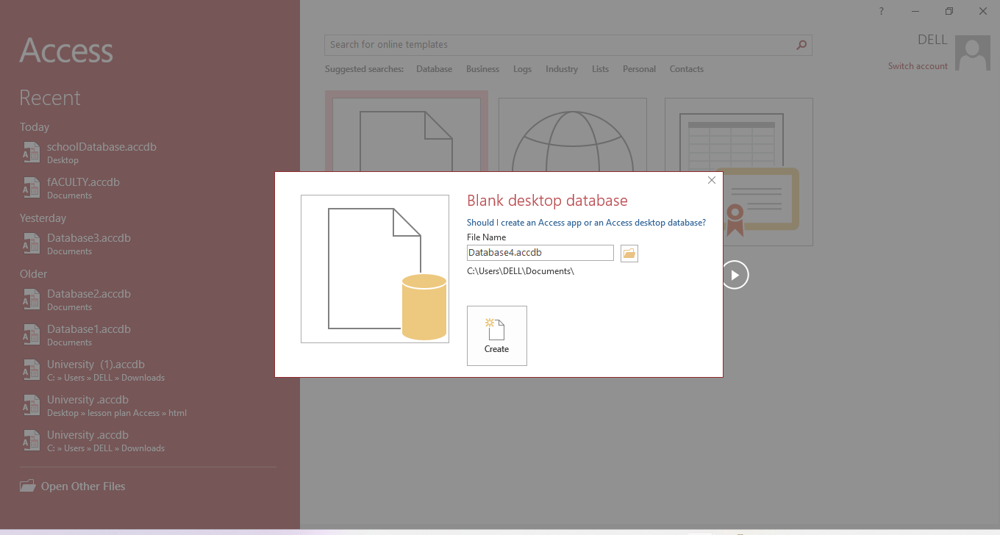 Access
Recent
Today
schoolDatabase.accdb
Desktop
fACULTY.accdb
Documents
Yesterday
Database3.accdb
Documents
Older
Database2.accdb
Documents
Database1.accdb
Documents
University  (1).accdb
C: » Users » DELL » Downloads
University .accdb
Desktop » lesson plan Access » html
University .accdb
C: » Users » DELL » Downloads
Open Other Files
?
Search for online templates
DELL
Switch account
Suggested searches: Database Business Logs Industry Lists Personal Contacts
Blank desktop database
Should I create an Access app or an Access desktop database?
File Name
Database4.accdb
C:\Users\DELL\Documents\
Create